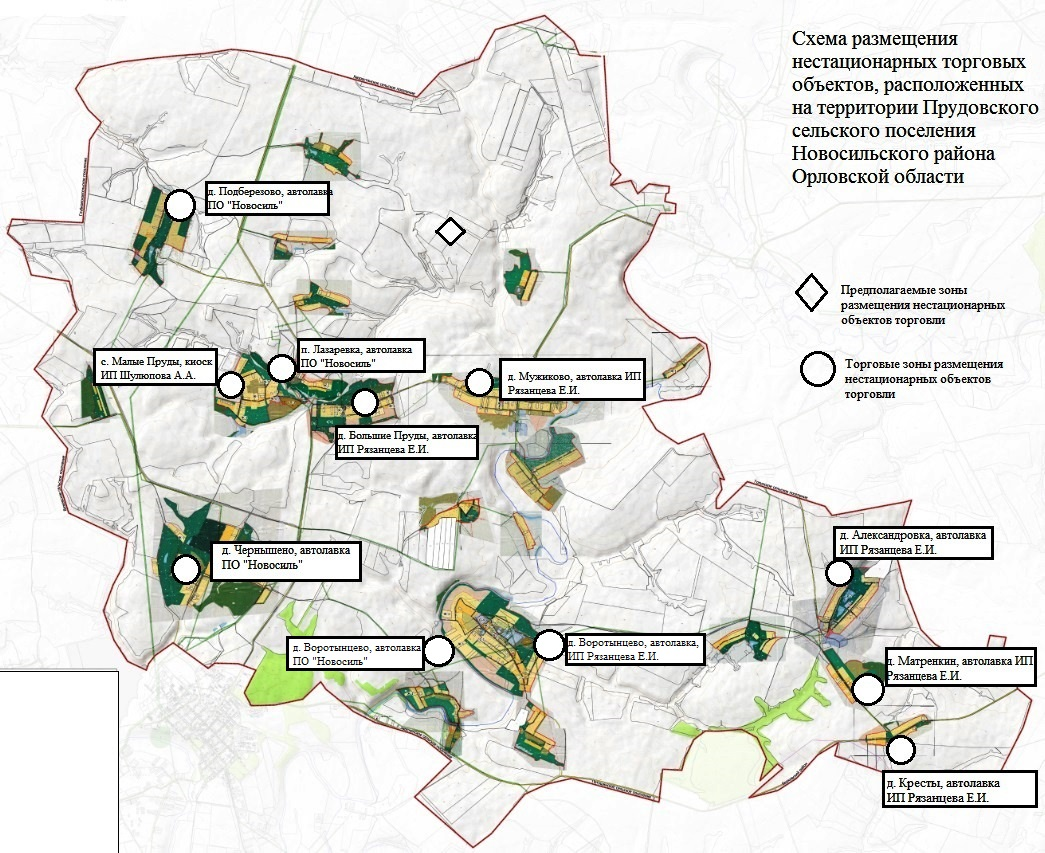 Схема размещения
нестационарных торговых
объектов, расположенных
на территории Прудовского
сельского поселения
Новосильского района
Орловской области
д. Подберезово, автолавка
ПО "Новосиль"
Предполагаемые зоны
размещения нестационарных
объектов торговли
Торговые зоны размещения
нестационарных объектов
торговли
п. Лазаревка, автолавка
ПО "Новосиль"
с. Малые Пруды, киоск
ИП Шулюпова А.А.
д. Мужиково, автолавка ИП
Рязанцева Е.И.
д. Большие Пруды, автолавка
ИП Рязанцева Е.И.
д. Чернышено, автолавка
ПО "Новосиль"
д. Александровка, автолавка
ИП Рязанцева Е.И.
д. Воротынцево, автолавка
ПО "Новосиль"
д. Воротынцево, автолавка,
ИП Рязанцева Е.И.
д. Матренкин, автолавка ИП
Рязанцева Е.И.
д. Кресты, автолавка
ИП Рязанцева Е.И.